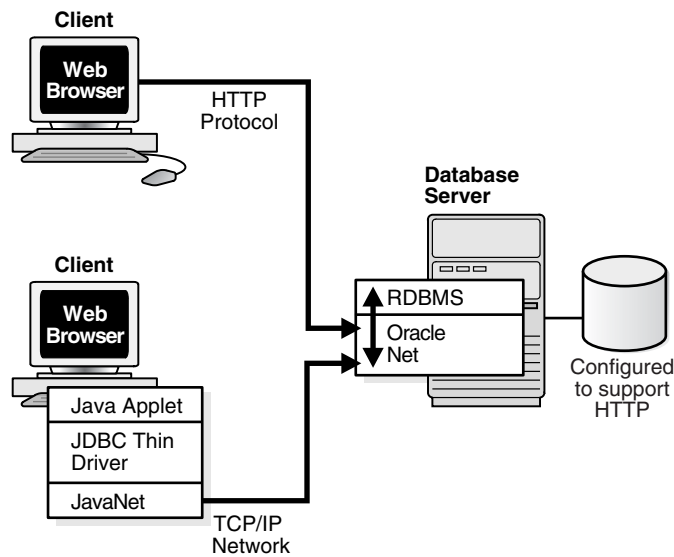 Client
Web
Browser
HTTP
Protocol
Database
Server
Client
Web
Browser
Java Applet
JDBC Thin
Driver
JavaNet
TCP/IP
Network
RDBMS
Oracle
Net
Configured
to support
HTTP